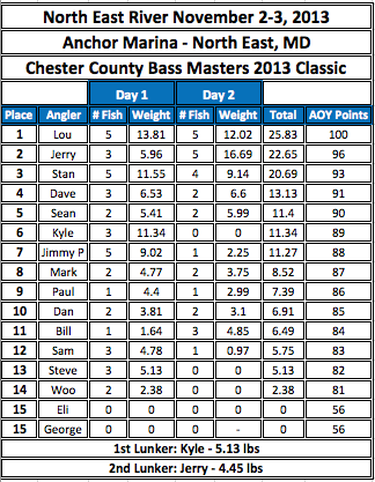 North East River November 2-3, 2013
Anchor Marina - North East, MD
Chester County Bass Masters 2013 Classic
Day 1 Day 2
Place Angler # Fish Weight # Fish Weight Total AOY Points
1 Lou 5 13.81 5 12.02 25.83 100
2 Jerry 3 5.96 5 16.69 22.65 96
3 Stan 5 11.55 4 9.14 20.69 93
4 Dave 3 6.53 2 6.6 13.13 91
5 Sean 2 5.41 2 5.99 11.4 90
6 Kyle 3 11.34 0 0 11.34 89
7 Jimmy P 5 9.02 1 2.25 11.27 88
8 Mark 2 4.77 2 3.75 8.52 87
9 Paul 1 4.4 1 2.99 7.39 86
10 Dan 2 3.81 2 3.1 6.91 85
11 Bill 1 1.64 3 4.85 6.49 84
12 Sam 3 4.78 1 0.97 5.75 83
13 Steve 3 5.13 0 0 5.13 82
14 Woo 2 2.38 0 0 2.38 81
15 Eli 0 0 0 0 0 56
15 George 0 0 0 - 0 56
1st Lunker: Kyle - 5.13 lbs
2nd Lunker: Jerry - 4.45 lbs